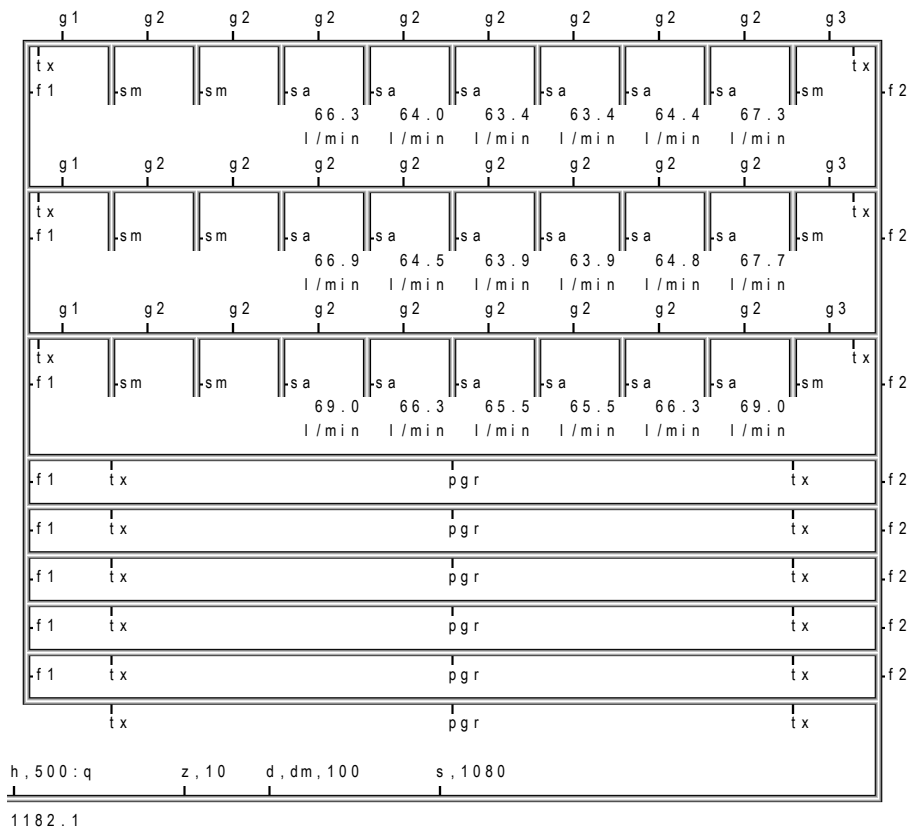 g1 g2 g2 g2 g2 g2 g2 g2 g2 g3
tx tx
f1 sm sm sa sa sa sa sa sa sm f2
66.3 64.0 63.4 63.4 64.4 67.3
l/min l/min l/min l/min l/min l/min
g1 g2 g2 g2 g2 g2 g2 g2 g2 g3
tx tx
f1 sm sm sa sa sa sa sa sa sm f2
66.9 64.5 63.9 63.9 64.8 67.7
l/min l/min l/min l/min l/min l/min
g1 g2 g2 g2 g2 g2 g2 g2 g2 g3
tx tx
f1 sm sm sa sa sa sa sa sa sm f2
69.0 66.3 65.5 65.5 66.3 69.0
l/min l/min l/min l/min l/min l/min
f1 tx pgr tx f2
f1 tx pgr tx f2
f1 tx pgr tx f2
f1 tx pgr tx f2
f1 tx pgr tx f2
tx pgr tx
h,500:q z,10 d,dm,100 s,1080
1182.1